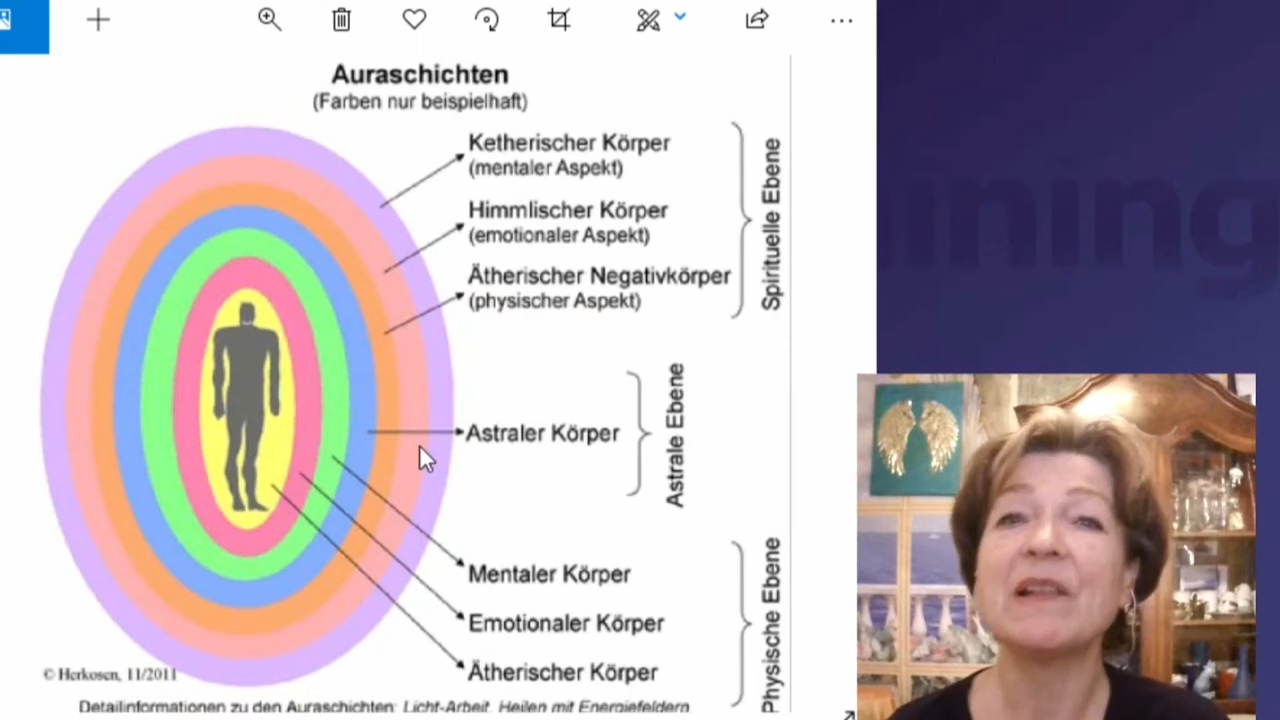 Auraschichten
(Farben nur beispielhaft)
Ketherischer Körper
(mentaler Aspekt)
Himmlischer Körper
(emotionaler Aspekt)
Ätherischer Negativkörper
(physischer Aspekt)
Spirituelle Ebene
Astraler Körper
Astrale Ebene
Mentaler Körper
Emotionaler Körper
Ätherischer Körper
Physische Ebene
© Herkosen, 11/2011
Detailinformationen zu den Auraschichten: Licht-Arbeit, Heilen mit Energiefeldern